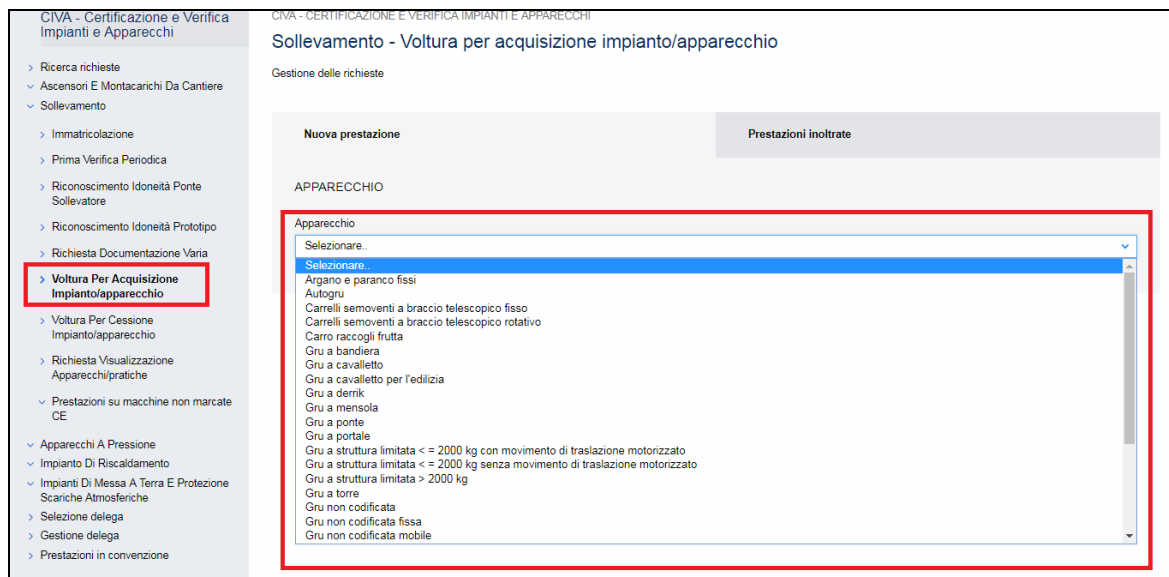 CIVA - Certificazione e Verifica
Impianti e Apparecchi
Ricerca richieste
Ascensori E Montacarichi Da Cantiere
Sollevamento
Immatricolazione
Prima Verifica Periodica
Riconoscimento Idoneità Ponte
Sollevatore
Riconoscimento Idoneità Prototipo
Richiesta Documentazione Varia
Voltura Per Acquisizione
Impianto/apparecchio
Voltura Per Cessione
Impianto/apparecchio
Richiesta Visualizzazione
Apparecchi/pratiche
Prestazioni su macchine non marcate
CE
Apparecchi A Pressione
Impianto Di Riscaldamento
Impianti Di Messa A Terra E Protezione
Scariche Atmosferiche
Selezione delega
Gestione delega
Prestazioni in convenzione
CIVA - CERTIFICAZIONE E VERIFICA IMPIANTI E APPARECCHI
Sollevamento - Voltura per acquisizione impianto/apparecchio
Gestione delle richieste
Nuova prestazione
Prestazioni inoltrate
APPARECCHIO
Apparecchio
Selezionare..
Selezionare..
Argano e paranco fissi
Autogru
Carrelli semoventi a braccio telescopico fisso
Carrelli semoventi a braccio telescopico rotativo
Carro raccogli frutta
Gru a bandiera
Gru a cavalletto
Gru a cavalletto per l'edilizia
Gru a derrik
Gru a mensola
Gru a ponte
Gru a portale
Gru a struttura limitata < = 2000 kg con movimento di traslazione motorizzato
Gru a struttura limitata < = 2000 kg senza movimento di traslazione motorizzato
Gru a struttura limitata > 2000 kg
Gru a torre
Gru non codificata
Gru non codificata fissa
Gru non codificata mobile